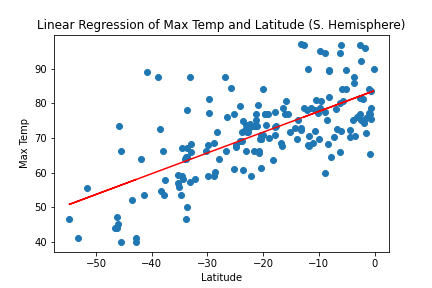 Linear Regression of Max Temp and Latitude (S. Hemisphere)
Max Temp
90
80
70
60
50
40
−50 −40 −30 −20 −10 0
Latitude